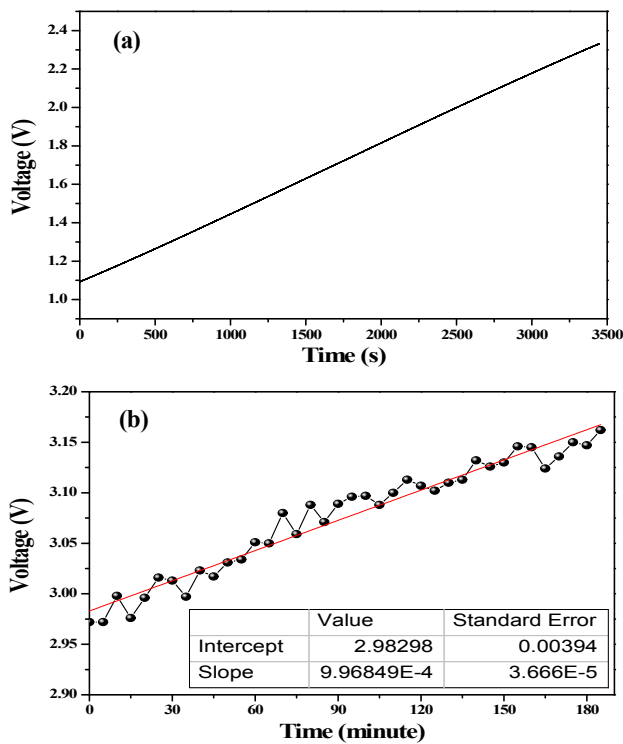 (a)
Voltage (V)
2.4
2.2
2.0
1.8
1.6
1.4
1.2
1.0
0 500 1000 1500 2000 2500 3000 3500
Time (s)
(b)
Voltage (V)
3.20
3.15
3.10
3.05
3.00
2.95
2.90
Value Standard Error
Intercept 2.98298 0.00394
Slope 9.96849E-4 3.666E-5
0 30 60 90 120 150 180
Time (minute)